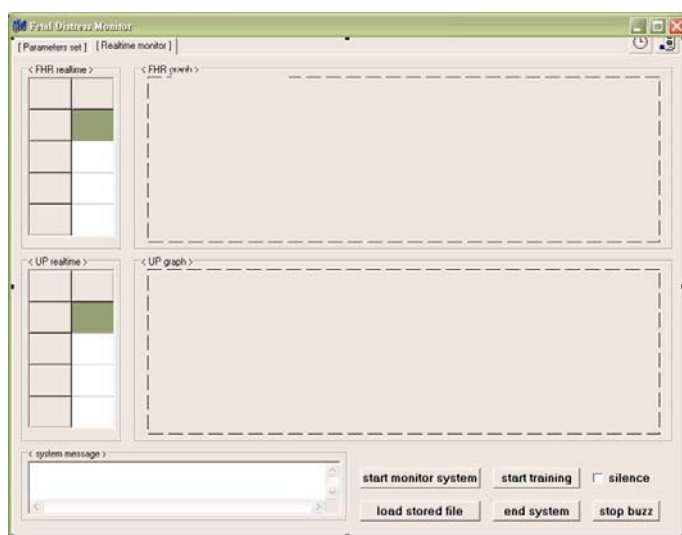 Fetal Distress Monitor
[ Parameters set ] [ Realtime monitor ]
< FHR realtime > < FHR graph >
< UP realtime > < UP graph >
< system message >
start monitor system start training silence
load stored file end system stop buzz